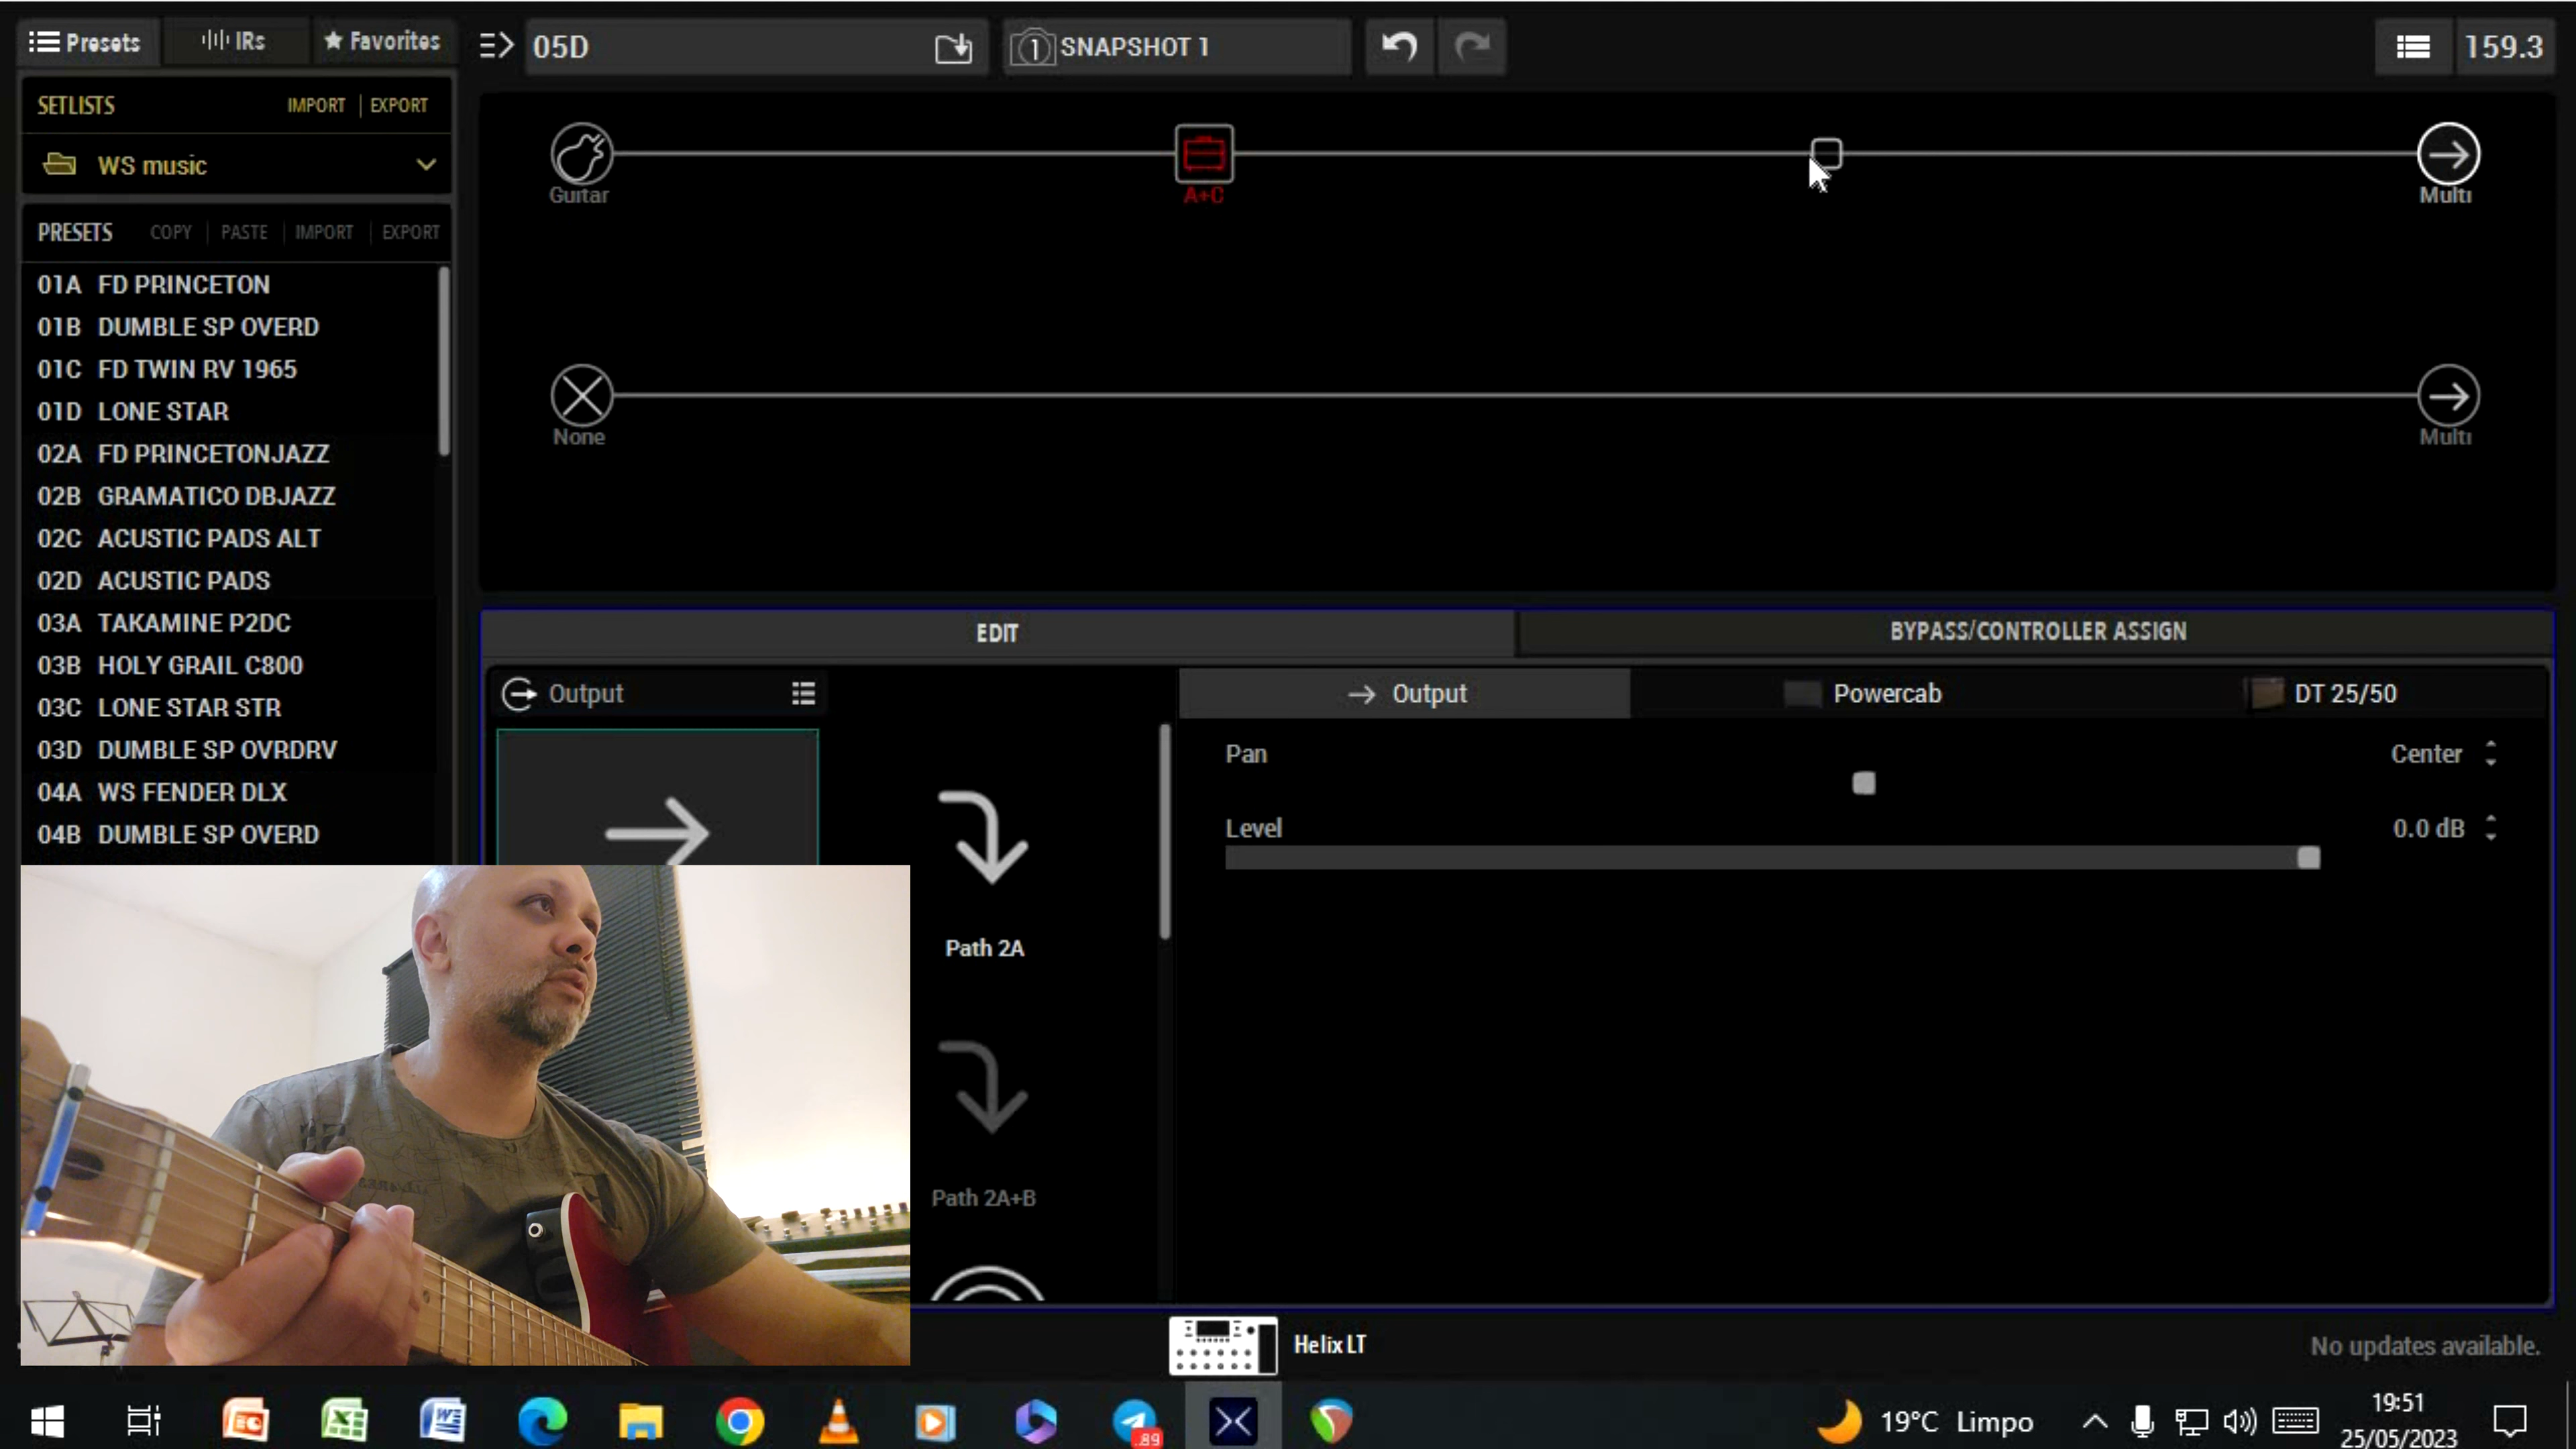 Presets IRs Favorites 05D 1 SNAPSHOT 1 159.3
SETLISTS IMPORT EXPORT
WS music
PRESETS COPY PASTE IMPORT EXPORT
01A FD PRINCETON
01B DUMBLE SP OVERD
01C FD TWIN RV 1965
01D LONE STAR
02A FD PRINCETONJAZZ
02B GRAMATICO DBJAZZ
02C ACUSTIC PADS ALT
02D ACUSTIC PADS
03A TAKAMINE P2DC
03B HOLY GRAIL C800
03C LONE STAR STR
03D DUMBLE SP OVRDRV
04A WS FENDER DLX
04B DUMBLE SP OVERD
Guitar A+C Multi
None Multi
EDIT BYPASS/CONTROLLER ASSIGN
Output
Path 2A
Path 2A+B
Output Powercab DT 25/50
Pan Center
Level 0.0 dB
Helix LT No updates available.
.89
19°C Limpo
19:51
25/05/2023